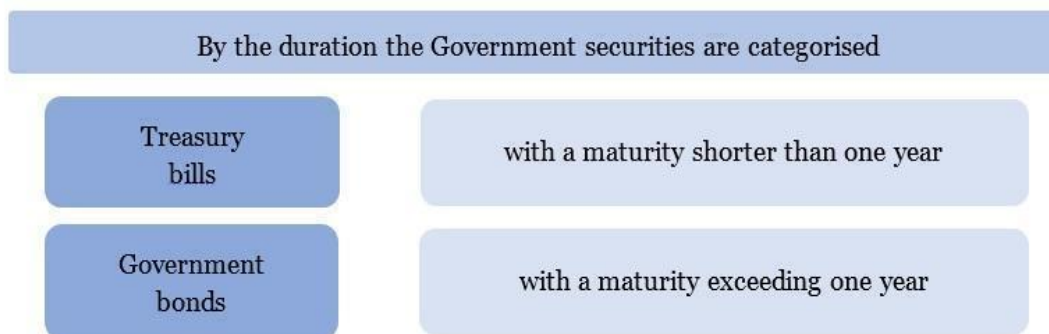 By the duration the Government securities are categorised
Treasury
bills
with a maturity shorter than one year
Government
bonds
with a maturity exceeding one year